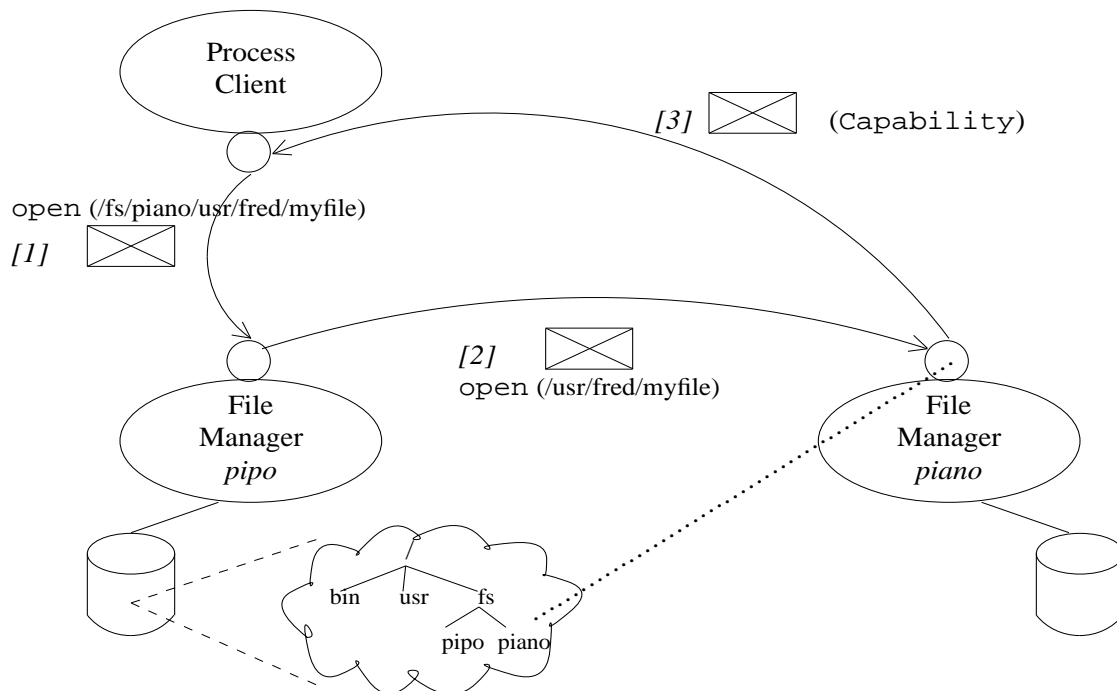 Process
Client
[3] (Capability)
open (/fs/piano/usr/fred/myfile)
[1]
[2]
open (/usr/fred/myfile)
File
Manager
pipo
File
Manager
piano
/
bin usr fs
pipo piano